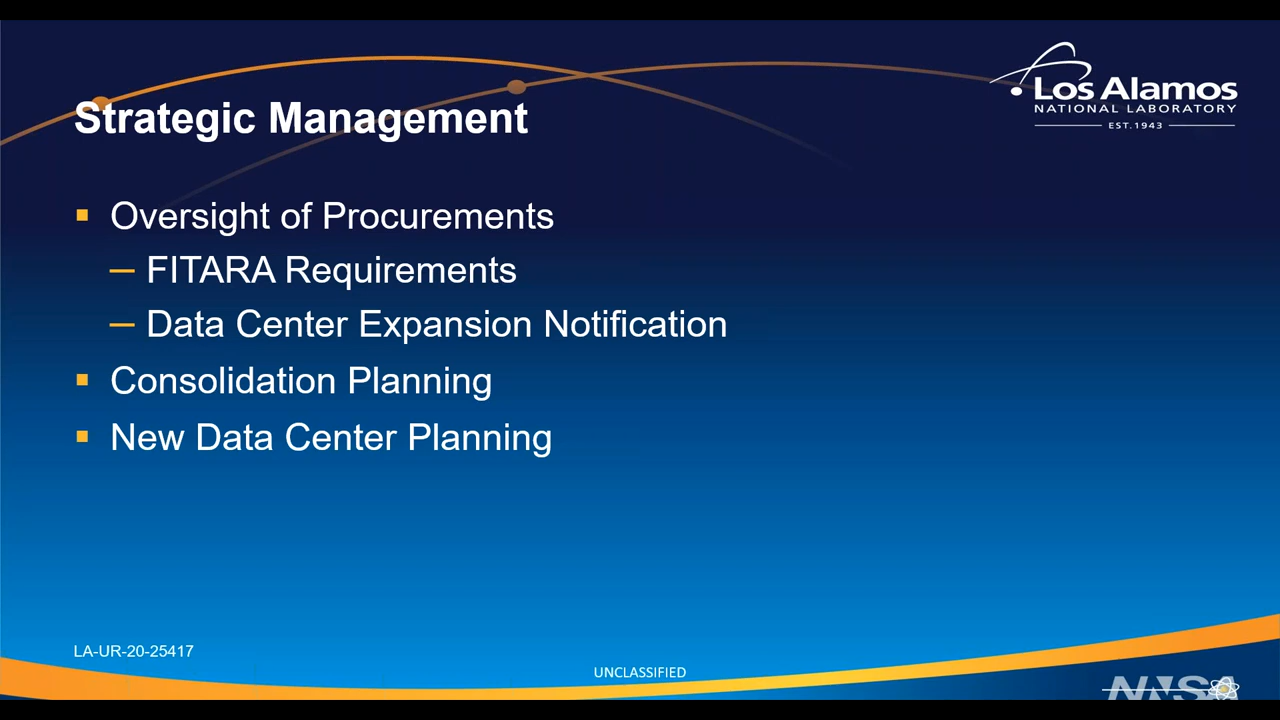 Los Alamos
NATIONAL LABORATORY
EST. 1943
Strategic Management
Oversight of Procurements
FITARA Requirements
Data Center Expansion Notification
Consolidation Planning
New Data Center Planning
LA-UR-20-25417
UNCLASSIFIED
NNSA